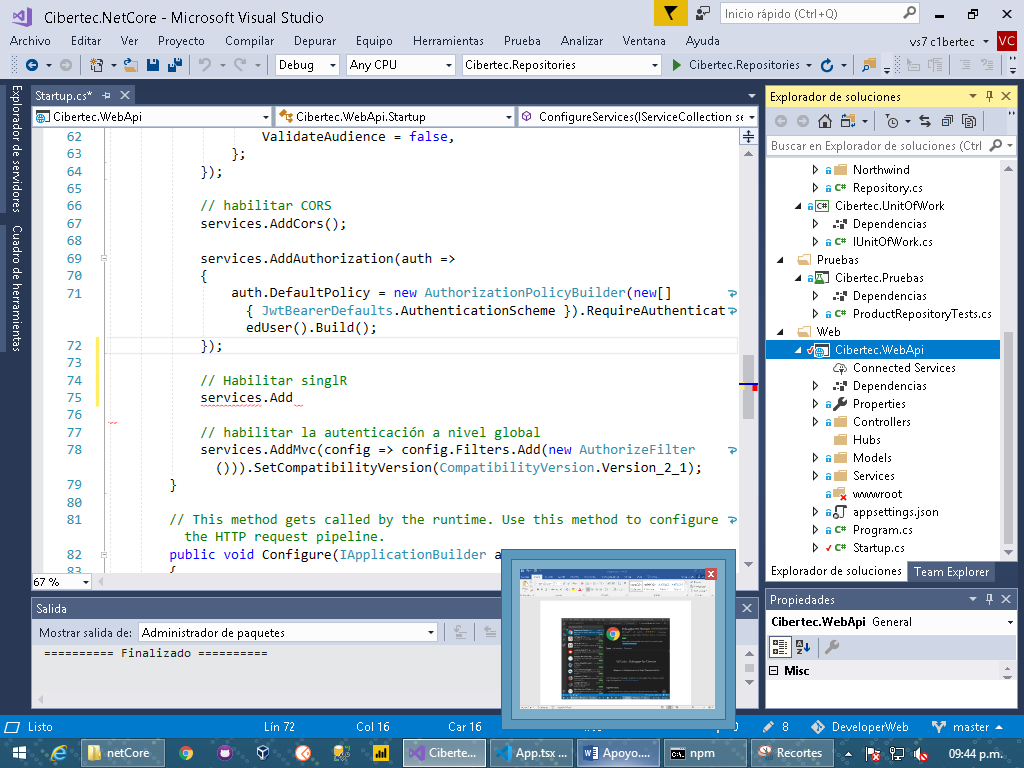 Cibertec.NetCore - Microsoft Visual Studio
Inicio rápido (Ctrl+Q)
Archivo Editar Ver Proyecto Compilar Depurar Equipo Herramientas Prueba Analizar Ventana Ayuda
vs7 c1bertec VC
Debug Any CPU Cibertec.Repositories Cibertec.Repositories
Explorador de servidores
Cuadro de herramientas
Startup.cs*
Cibertec.WebApi Cibertec.WebApi.Startup ConfigureServices(IServiceCollection se
62 ValidateAudience = false,
63 };
64 });
65
66 // habilitar CORS
67 services.AddCors();
68
69 services.AddAuthorization(auth =>
70 {
71 auth.DefaultPolicy = new AuthorizationPolicyBuilder(new[]
{ JwtBearerDefaults.AuthenticationScheme }).RequireAuthenticat
edUser().Build();
72 });
73
74 // Habilitar singlR
75 services.Add
76
77 // habilitar la autenticación a nivel global
78 services.AddMvc(config => config.Filters.Add(new AuthorizeFilter
())).SetCompatibilityVersion(CompatibilityVersion.Version_2_1);
79 }
80
81 // This method gets called by the runtime. Use this method to configure
the HTTP request pipeline.
82 public void Configure(IApplicationBuilder a
83 {
67 %
Salida
Mostrar salida de: Administrador de paquetes
========== Finalizado ==========
Explorador de soluciones
Buscar en Explorador de soluciones (Ctrl
Northwind
C# Repository.cs
C# Cibertec.UnitOfWork
Dependencias
C# IUnitOfWork.cs
Pruebas
Cibertec.Pruebas
Dependencias
C# ProductRepositoryTests.cs
Web
Cibertec.WebApi
Connected Services
Dependencias
Properties
Controllers
Hubs
Models
Services
wwwroot
appsettings.json
C# Program.cs
C# Startup.cs
Explorador de soluciones Team Explorer
Propiedades
Cibertec.WebApi General
Misc
Listo Lín 72 Col 16 Car 16 0 8 DeveloperWeb master
netCore Ciberte... App.tsx ... Apoyo.... npm Recortes 09:44 p.m.